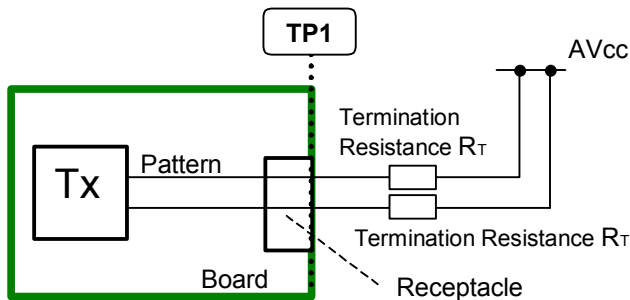 TP1
AVcc
Termination
Resistance RT
Pattern
Tx
Termination Resistance RT
Board
Receptacle